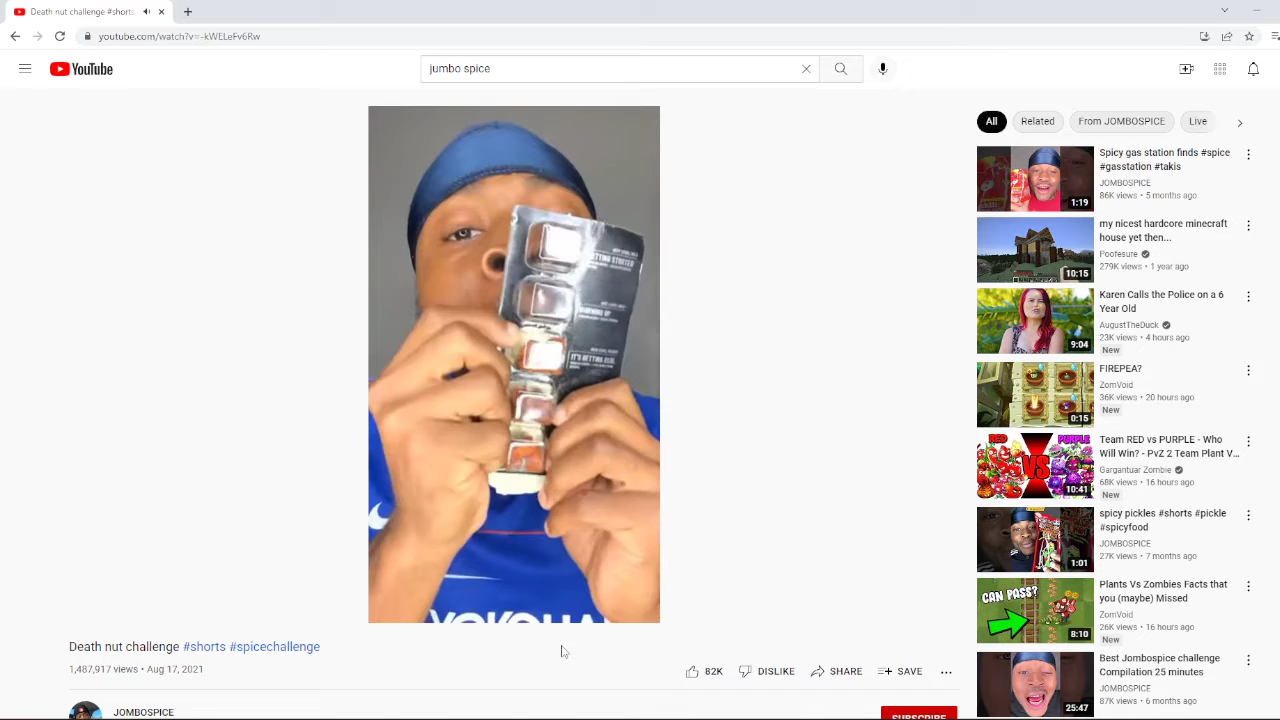 Death nut challenge #shorts
youtube.com/watch?v=-kWELeFv6Rw
YouTube
jumbo spice
All
Related
From JOMBOSPICE
Live
GETTING STARTED
IT'S GETTING REAL
YOKOHAMA
Death nut challenge #shorts #spicechallenge
1,487,917 views • Aug 17, 2021
82K
DISLIKE
SHARE
SAVE
JOMBOSPICE
SUBSCRIBE
Spicy gas station finds #spice
#gasstation #takis
JOMBOSPICE
86K views • 5 months ago
1:19
my nicest hardcore minecraft
house yet then...
Poofesure
279K views • 1 year ago
10:15
Karen Calls the Police on a 6
Year Old
AugustTheDuck
23K views • 4 hours ago
New
9:04
FIREPEA?
ZomVoid
36K views • 20 hours ago
New
0:15
Team RED vs PURPLE - Who
Will Win? - PvZ 2 Team Plant V...
Gargantuar Zombie
68K views • 16 hours ago
New
RED
VS
PURPLE
10:41
spicy pickles #shorts #pickle
#spicyfood
JOMBOSPICE
27K views • 7 months ago
1:01
Plants Vs Zombies Facts that
you (maybe) Missed
ZomVoid
26K views • 16 hours ago
New
CAN PASS?
8:10
Best Jombospice challenge
Compilation 25 minutes
JOMBOSPICE
87K views • 6 months ago
25:47